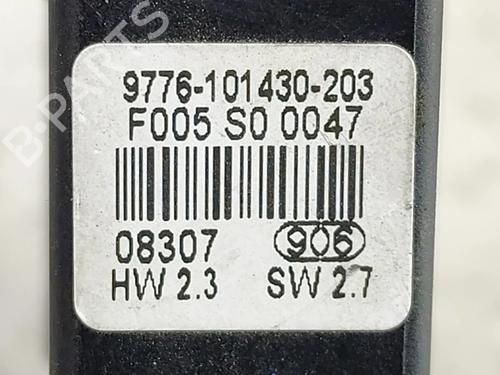 9776-101430-203
F005 S0 0047
08307 906
HW 2.3 SW 2.7
B-PARTS